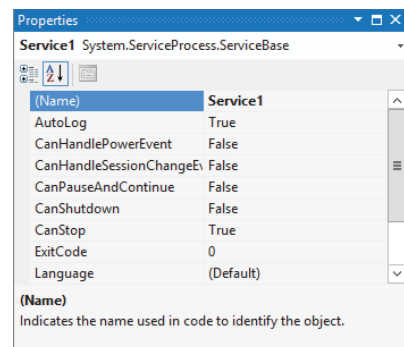 Properties
Service1 System.ServiceProcess.ServiceBase
(Name) Service1
AutoLog True
CanHandlePowerEvent False
CanHandleSessionChangeEv False
CanPauseAndContinue False
CanShutdown False
CanStop True
ExitCode 0
Language (Default)
(Name)
Indicates the name used in code to identify the object.